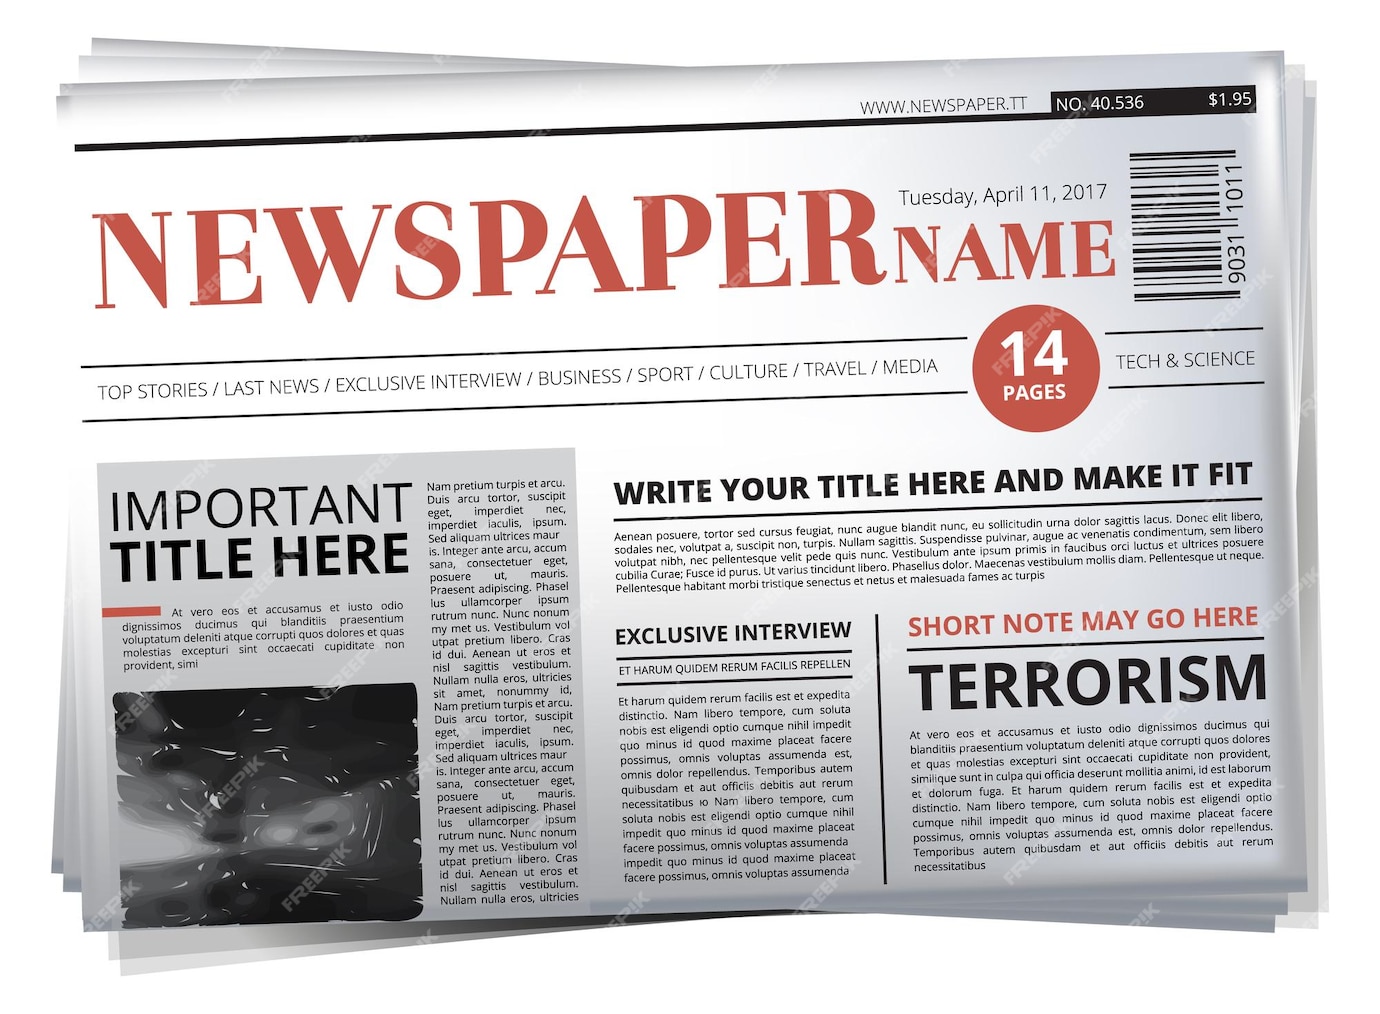 WWW.NEWSPAPER.TT
NO. 40.536
$1.95
NEWSPAPER NAME
Tuesday, April 11, 2017
9031 1011
TOP STORIES / LAST NEWS / EXCLUSIVE INTERVIEW / BUSINESS / SPORT / CULTURE / TRAVEL / MEDIA
14
PAGES
TECH & SCIENCE
IMPORTANT
TITLE HERE
At vero eos et accusamus et iusto odio
dignissimos ducimus qui blanditiis praesentium
voluptatum deleniti atque corrupti quos dolores et quas
molestias excepturi sint occaecati cupiditate non
provident, simi
Nam pretium turpis et arcu.
Duis arcu tortor, suscipit
eget, imperdiet nec,
imperdiet iaculis, ipsum.
Sed aliquam ultrices maur
is. Integer ante arcu, accum
sana, consectetuer eget,
posuere ut, mauris.
Praesent adipiscing. Phasel
lus ullamcorper ipsum
rutrum nunc. Nunc nonum
my met us. Vestibulum vol
utpat pretium libero. Cras
id dui. Aenean ut eros et
nisl sagittis vestibulum.
Nullam nulla eros, ultricies
sit amet, nonummy id,
Nam pretium turpis et arcu.
Duis arcu tortor, suscipit
eget, imperdiet nec,
imperdiet iaculis, ipsum.
Sed aliquam ultrices maur
is. Integer ante arcu, accum
sana, consectetuer eget,
posuere ut, mauris.
Praesent adipiscing. Phasel
lus ullamcorper ipsum
rutrum nunc. Nunc nonum
my met us. Vestibulum vol
utpat pretium libero. Cras
id dui. Aenean ut eros et
nisl sagittis vestibulum.
Nullam nulla eros, ultricies
WRITE YOUR TITLE HERE AND MAKE IT FIT
Aenean posuere, tortor sed cursus feugiat, nunc augue blandit nunc, eu sollicitudin urna dolor sagittis lacus. Donec elit libero,
sodales nec, volutpat a, suscipit non, turpis. Nullam sagittis. Suspendisse pulvinar, augue ac venenatis condimentum, sem libero
volutpat nibh, nec pellentesque velit pede quis nunc. Vestibulum ante ipsum primis in faucibus orci luctus et ultrices posuere
cubilia Curae; Fusce id purus. Ut varius tincidunt libero. Phasellus dolor. Maecenas vestibulum mollis diam. Pellentesque ut neque.
Pellentesque habitant morbi tristique senectus et netus et malesuada fames ac turpis
EXCLUSIVE INTERVIEW
ET HARUM QUIDEM RERUM FACILIS REPELLEN
Et harum quidem rerum facilis est et expedita
distinctio. Nam libero tempore, cum soluta
nobis est eligendi optio cumque nihil impedit
quo minus id quod maxime placeat facere
possimus, omnis voluptas assumenda est,
omnis dolor repellendus. Temporibus autem
quibusdam et aut officiis debitis aut rerum
necessitatibus ю Nam libero tempore, cum
soluta nobis est eligendi optio cumque nihil
impedit quo minus id quod maxime placeat
facere possimus, omnis voluptas assumenda
impedit quo minus id quod maxime placeat
facere possimus, omnis voluptas assumenda
SHORT NOTE MAY GO HERE
TERRORISM
At vero eos et accusamus et iusto odio dignissimos ducimus qui
blanditiis praesentium voluptatum deleniti atque corrupti quos dolores
et quas molestias excepturi sint occaecati cupiditate non provident,
similique sunt in culpa qui officia deserunt mollitia animi, id est laborum
et dolorum fuga. Et harum quidem rerum facilis est et expedita
distinctio. Nam libero tempore, cum soluta nobis est eligendi optio
cumque nihil impedit quo minus id quod maxime placeat facere
possimus, omnis voluptas assumenda est, omnis dolor repellendus.
Temporibus autem quibusdam et aut officiis debitis aut rerum
necessitatibus